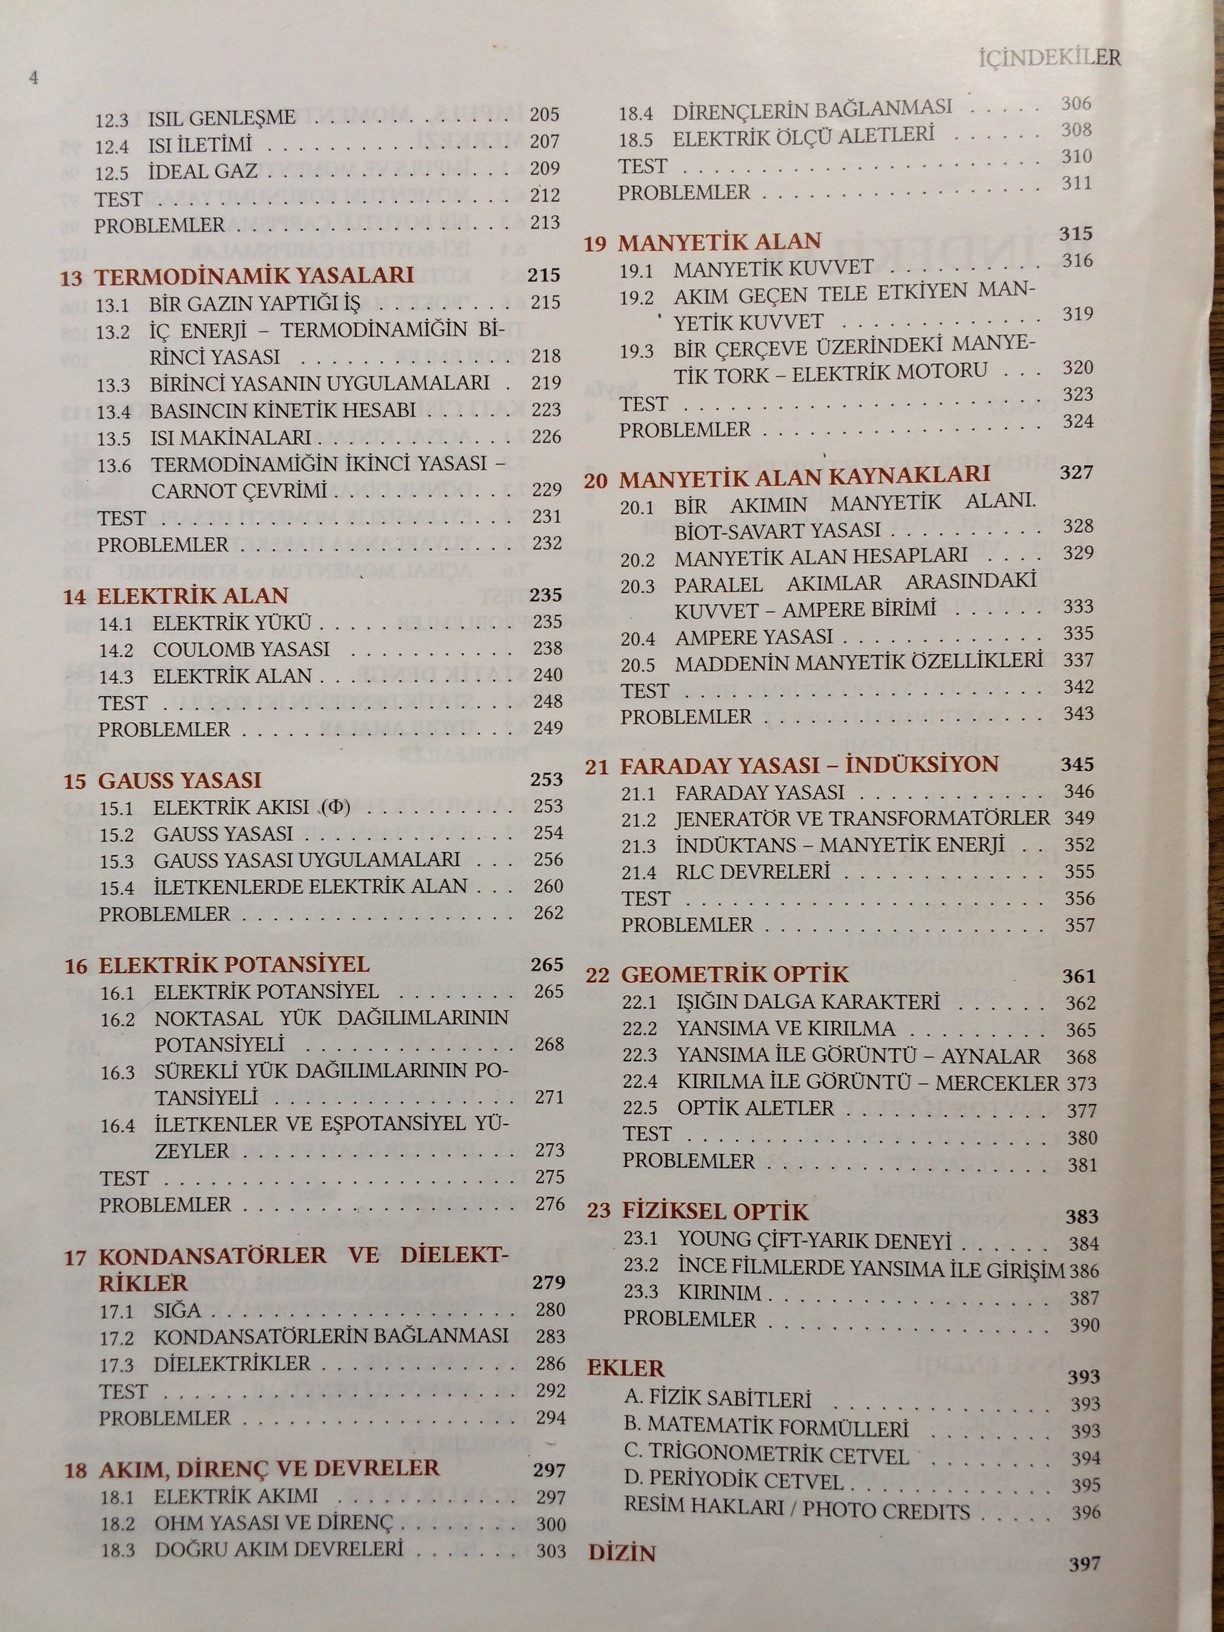 4
İÇİNDEKİLER
12.3 ISIL GENLEŞME . . . . . . . . . . . . . 205
12.4 ISI İLETİMİ . . . . . . . . . . . . . . . . 207
12.5 İDEAL GAZ . . . . . . . . . . . . . . . . 209
TEST . . . . . . . . . . . . . . . . . . . . . . 212
PROBLEMLER . . . . . . . . . . . . . . . . . 213
13 TERMODİNAMİK YASALARI 215
13.1 BİR GAZIN YAPTIĞI İŞ . . . . . . . . 215
13.2 İÇ ENERJİ – TERMODİNAMİĞİN Bİ-
RİNCİ YASASI . . . . . . . . . . . . . 218
13.3 BİRİNCİ YASANIN UYGULAMALARI . 219
13.4 BASINCIN KİNETİK HESABI . . . . . . 223
13.5 ISI MAKİNALARI . . . . . . . . . . . . . 226
13.6 TERMODİNAMİĞİN İKİNCİ YASASI –
CARNOT ÇEVRİMİ . . . . . . . . . . . . 229
TEST . . . . . . . . . . . . . . . . . . . . . . 231
PROBLEMLER . . . . . . . . . . . . . . . . . 232
14 ELEKTRİK ALAN 235
14.1 ELEKTRİK YÜKÜ . . . . . . . . . . . . . 235
14.2 COULOMB YASASI . . . . . . . . . . . 238
14.3 ELEKTRİK ALAN . . . . . . . . . . . . . 240
TEST . . . . . . . . . . . . . . . . . . . . . . 248
PROBLEMLER . . . . . . . . . . . . . . . . . 249
15 GAUSS YASASI 253
15.1 ELEKTRİK AKISI (Φ) . . . . . . . . . . 253
15.2 GAUSS YASASI . . . . . . . . . . . . . . 254
15.3 GAUSS YASASI UYGULAMALARI . . . 256
15.4 İLETKENLERDE ELEKTRİK ALAN . . . 260
PROBLEMLER . . . . . . . . . . . . . . . . . 262
16 ELEKTRİK POTANSİYEL 265
16.1 ELEKTRİK POTANSİYEL . . . . . . . . 265
16.2 NOKTASAL YÜK DAĞILIMLARININ
POTANSİYELİ . . . . . . . . . . . . . . 268
16.3 SÜREKLİ YÜK DAĞILIMLARININ PO-
TANSİYELİ . . . . . . . . . . . . . . . . 271
16.4 İLETKENLER VE EŞPOTANSİYEL YÜ-
ZEYLER . . . . . . . . . . . . . . . . . . 273
TEST . . . . . . . . . . . . . . . . . . . . . . 275
PROBLEMLER . . . . . . . . . . . . . . . . . 276
17 KONDANSATÖRLER VE DİELEKT-
RİKLER 279
17.1 SIĞA . . . . . . . . . . . . . . . . . . . . 280
17.2 KONDANSATÖRLERİN BAĞLANMASI 283
17.3 DİELEKTRİKLER . . . . . . . . . . . . . 286
TEST . . . . . . . . . . . . . . . . . . . . . . 292
PROBLEMLER . . . . . . . . . . . . . . . . . 294
18 AKIM, DİRENÇ VE DEVRELER 297
18.1 ELEKTRİK AKIMI . . . . . . . . . . . . 297
18.2 OHM YASASI VE DİRENÇ . . . . . . . . 300
18.3 DOĞRU AKIM DEVRELERİ . . . . . . . 303
18.4 DİRENÇLERİN BAĞLANMASI . . . . . 306
18.5 ELEKTRİK ÖLÇÜ ALETLERİ . . . . . . 308
TEST . . . . . . . . . . . . . . . . . . . . . . 310
PROBLEMLER . . . . . . . . . . . . . . . . . 311
19 MANYETİK ALAN 315
19.1 MANYETİK KUVVET . . . . . . . . . . 316
19.2 AKIM GEÇEN TELE ETKİYEN MAN-
YETİK KUVVET . . . . . . . . . . . . . 319
19.3 BİR ÇERÇEVE ÜZERİNDEKİ MANYE-
TİK TORK – ELEKTRİK MOTORU . . . 320
TEST . . . . . . . . . . . . . . . . . . . . . . 323
PROBLEMLER . . . . . . . . . . . . . . . . . 324
20 MANYETİK ALAN KAYNAKLARI 327
20.1 BİR AKIMIN MANYETİK ALANI.
BİOT-SAVART YASASI . . . . . . . . . . 328
20.2 MANYETİK ALAN HESAPLARI . . . . 329
20.3 PARALEL AKIMLAR ARASINDAKİ
KUVVET – AMPERE BİRİMİ . . . . . . 333
20.4 AMPERE YASASI . . . . . . . . . . . . . 335
20.5 MADDENİN MANYETİK ÖZELLİKLERİ 337
TEST . . . . . . . . . . . . . . . . . . . . . . 342
PROBLEMLER . . . . . . . . . . . . . . . . . 343
21 FARADAY YASASI – İNDÜKSİYON 345
21.1 FARADAY YASASI . . . . . . . . . . . . 346
21.2 JENERATÖR VE TRANSFORMATÖRLER 349
21.3 İNDÜKTANS – MANYETİK ENERJİ . . 352
21.4 RLC DEVRELERİ . . . . . . . . . . . . . 355
TEST . . . . . . . . . . . . . . . . . . . . . . 356
PROBLEMLER . . . . . . . . . . . . . . . . . 357
22 GEOMETRİK OPTİK 361
22.1 IŞIĞIN DALGA KARAKTERİ . . . . . . 362
22.2 YANSIMA VE KIRILMA . . . . . . . . . 365
22.3 YANSIMA İLE GÖRÜNTÜ – AYNALAR 368
22.4 KIRILMA İLE GÖRÜNTÜ – MERCEKLER 373
22.5 OPTİK ALETLER . . . . . . . . . . . . . 377
TEST . . . . . . . . . . . . . . . . . . . . . . 380
PROBLEMLER . . . . . . . . . . . . . . . . . 381
23 FİZİKSEL OPTİK 383
23.1 YOUNG ÇİFT-YARIK DENEYİ . . . . . . 384
23.2 İNCE FİLMLERDE YANSIMA İLE GİRİŞİM 386
23.3 KIRINIM . . . . . . . . . . . . . . . . . . 387
PROBLEMLER . . . . . . . . . . . . . . . . . 390
EKLER 393
A. FİZİK SABİTLERİ . . . . . . . . . . . . . . 393
B. MATEMATİK FORMÜLLERİ . . . . . . . . 393
C. TRİGONOMETRİK CETVEL . . . . . . . . 394
D. PERİYODİK CETVEL . . . . . . . . . . . . . 395
RESİM HAKLARI / PHOTO CREDITS . . . . . 396
DİZİN 397